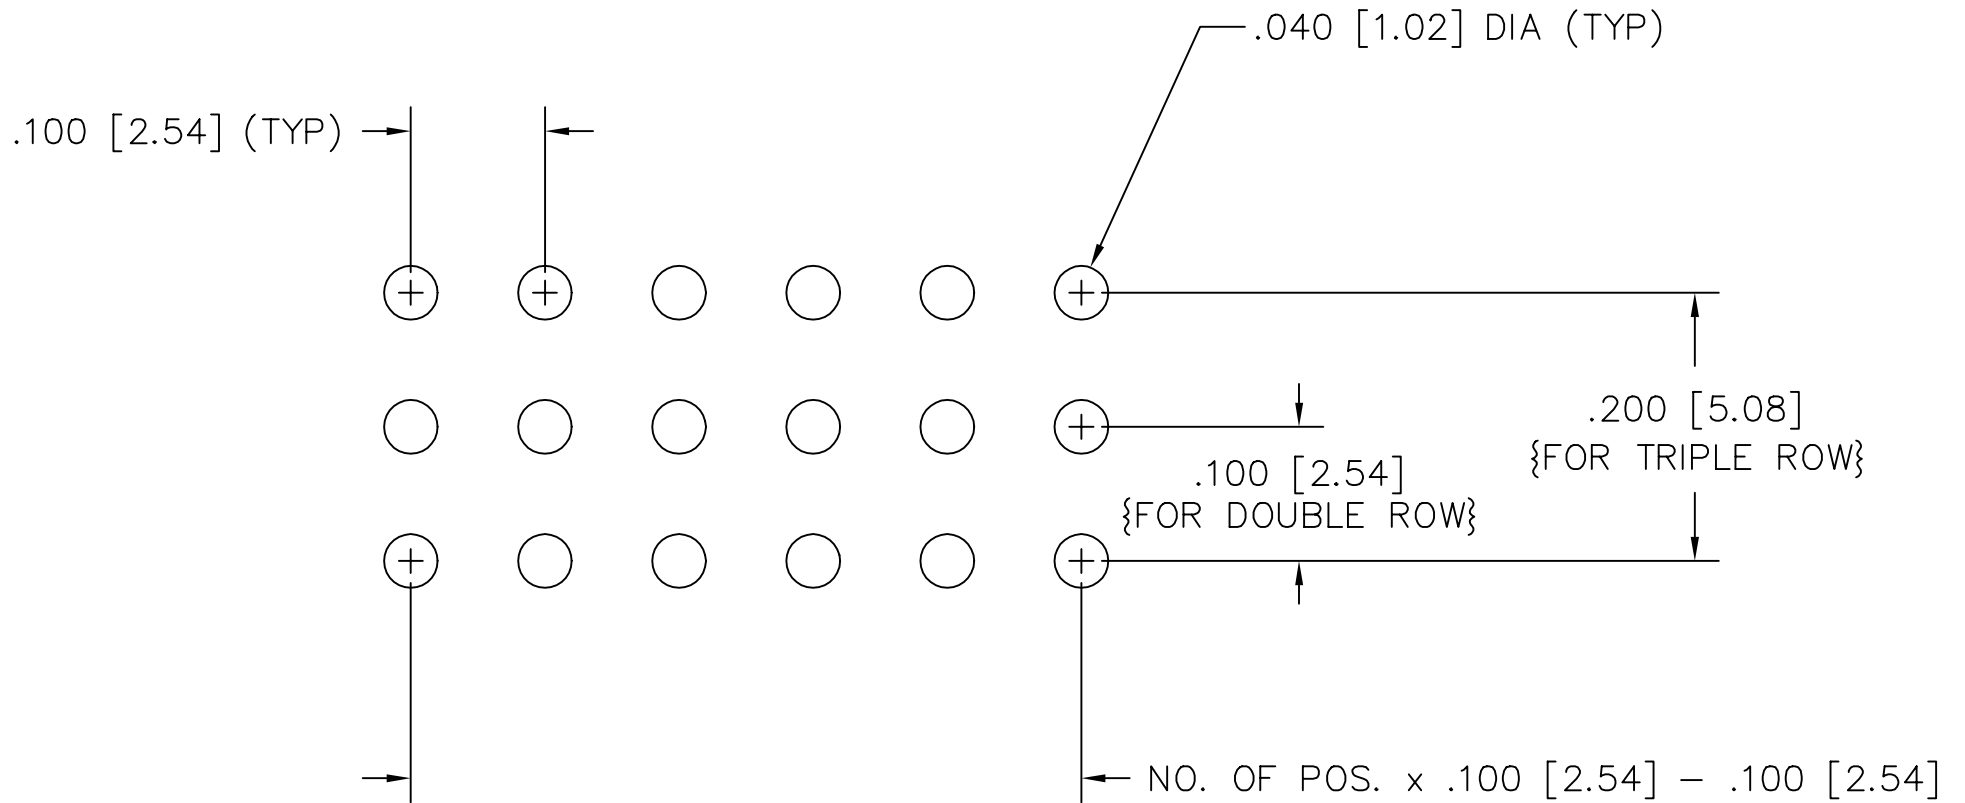 .040 [1.02] DIA (TYP)
.100 [2.54] (TYP)
.200 [5.08]
{FOR TRIPLE ROW}
.100 [2.54]
{FOR DOUBLE ROW}
NO. OF POS. x .100 [2.54] – .100 [2.54]